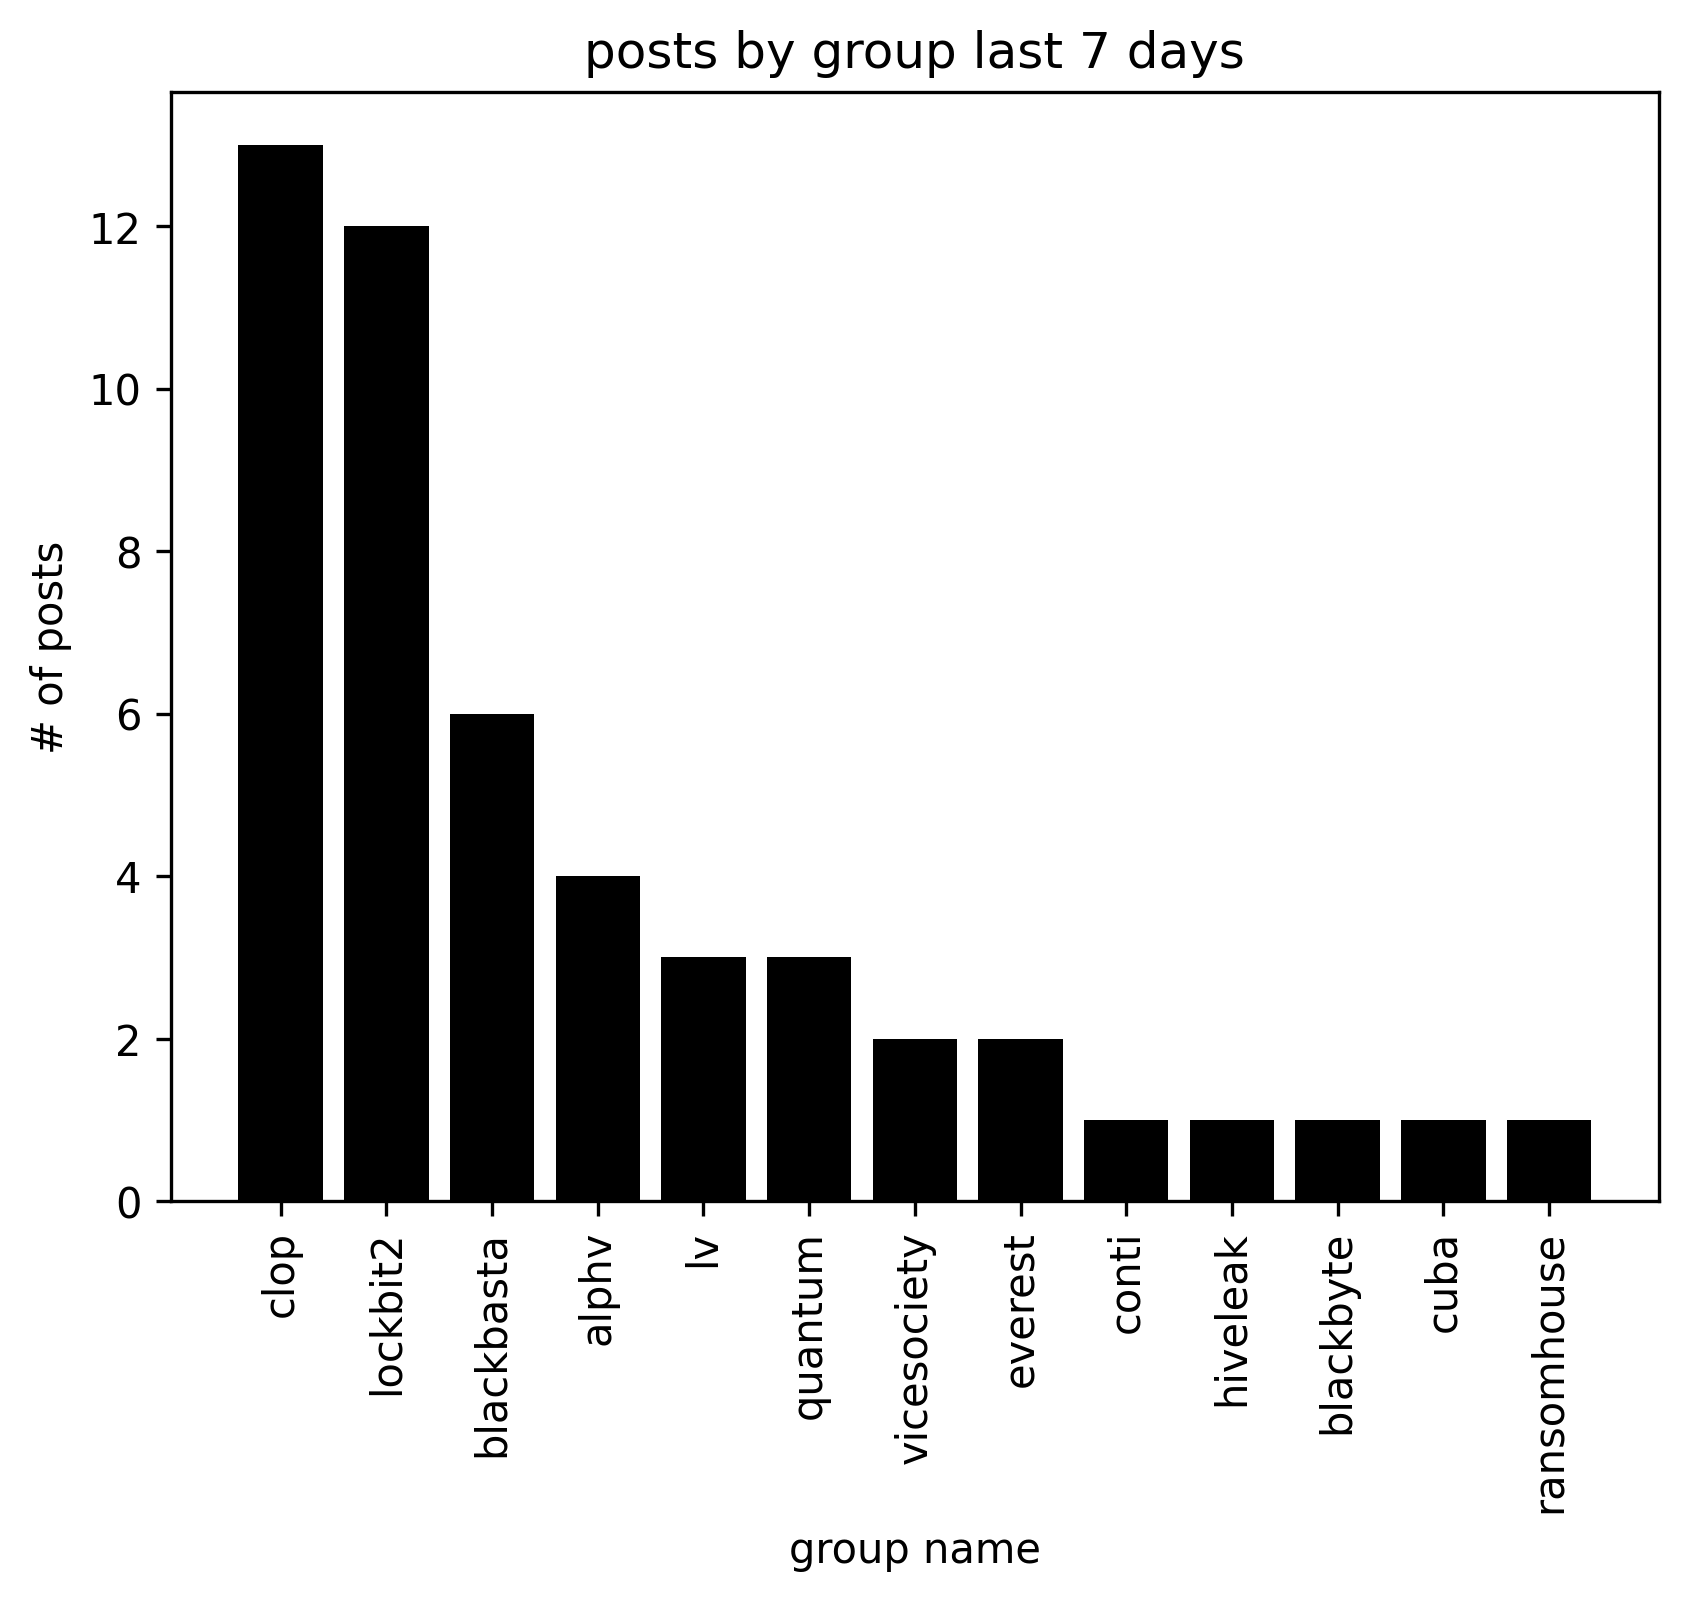 posts by group last 7 days
# of posts
12
10
8
6
4
2
0
clop
lockbit2
blackbasta
alphv
lv
quantum
vicesociety
everest
conti
hiveleak
blackbyte
cuba
ransomhouse
group name